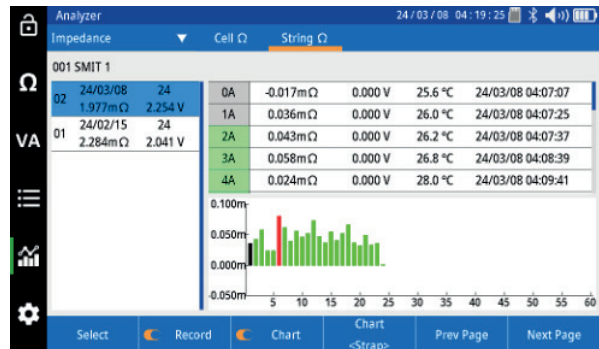 Analyzer 24/03/08 04:19:25
Impedance Cell Ω String Ω
001 SMIT 1
Ω
VA
02 24/03/08 24
1.977mΩ 2.254 V
01 24/02/15 24
2.284mΩ 2.041 V
0A -0.017mΩ 0.000 V 25.6 ℃ 24/03/08 04:07:07
1A 0.036mΩ 0.000 V 26.0 ℃ 24/03/08 04:07:25
2A 0.043mΩ 0.000 V 26.2 ℃ 24/03/08 04:07:37
3A 0.058mΩ 0.000 V 26.8 ℃ 24/03/08 04:08:39
4A 0.024mΩ 0.000 V 28.0 ℃ 24/03/08 04:09:41
0.100m
0.050m
0.000m
-0.050m
5 10 15 20 25 30 35 40 45 50 55 60
Select Record Chart Chart <Strap> Prev Page Next Page